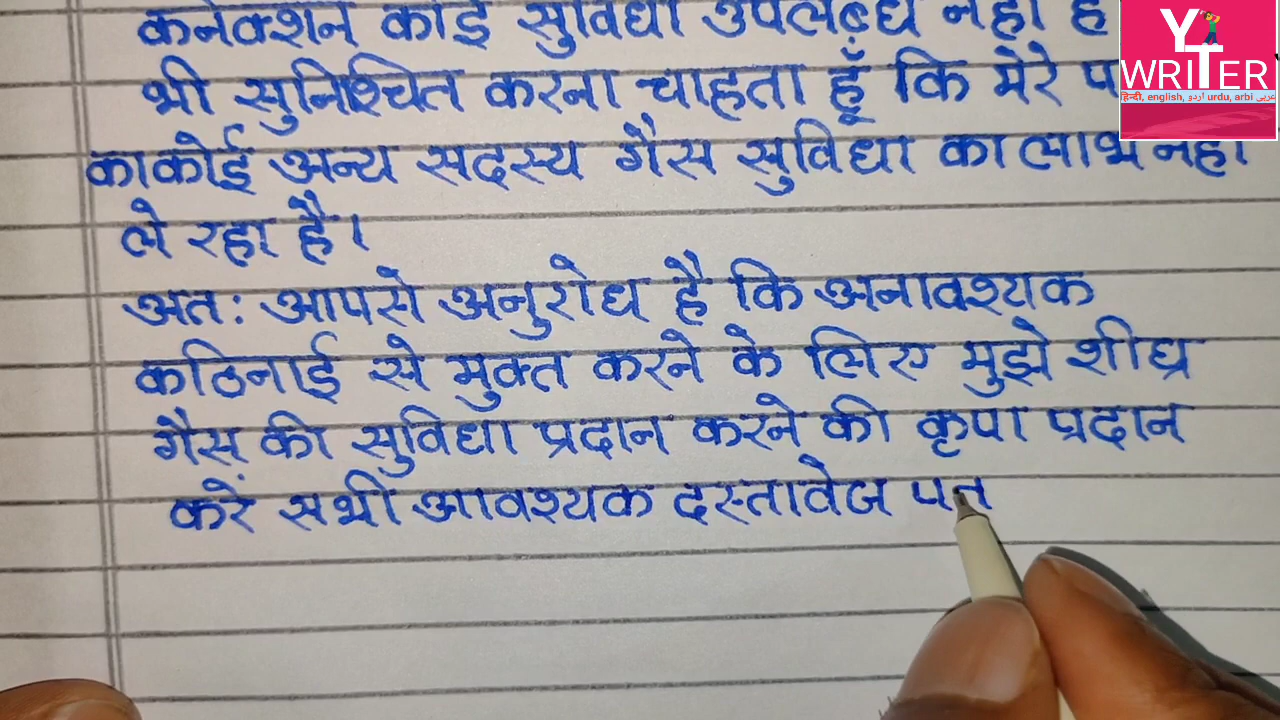 कनेक्शन कोई सुविधा उपलब्ध नहीं है
भी सुनिश्चित करना चाहता हूँ कि मेरे
का कोई अन्य सदस्य गैस सुविधा का लाभ नहीं
ले रहा है।
अतः आपसे अनुरोध है कि अनावश्यक
कठिनाई से मुक्त करने के लिए मुझे शीघ्र
गैस की सुविधा प्रदान करने की कृपा प्रदान
करें सभी आवश्यक दस्तावेज पत
YT
WRITER
हिन्दी, english, اردو urdu, arbi عربی